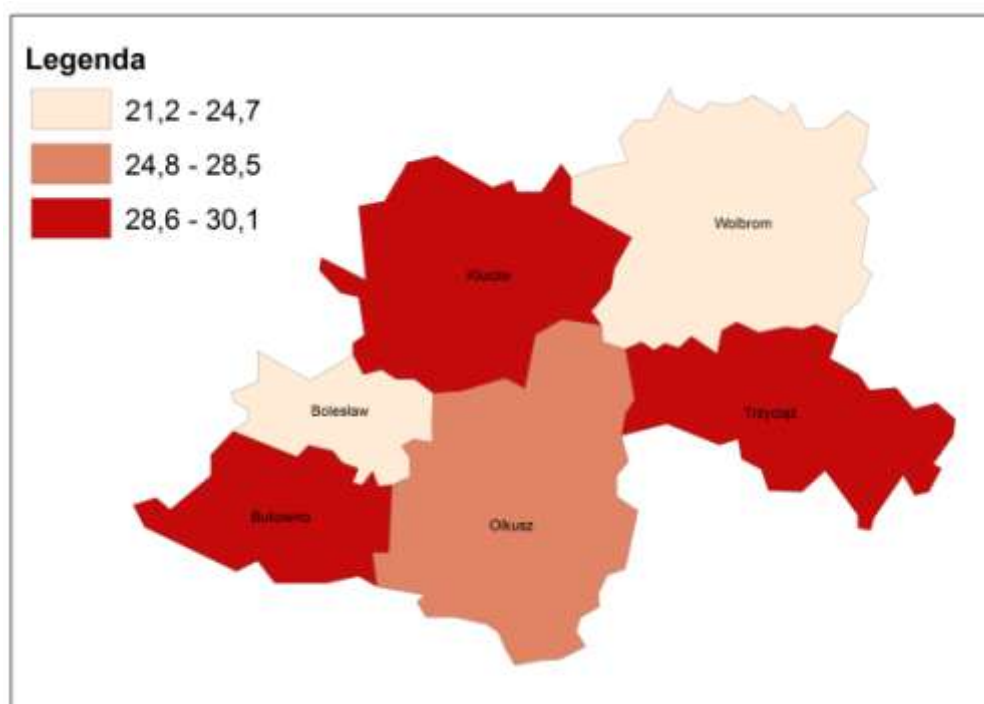 Legenda
21,2 - 24,7
24,8 - 28,5
28,6 - 30,1
Wolbrom
Klucze
Bolesław
Trzyciąż
Bukowno
Olkusz